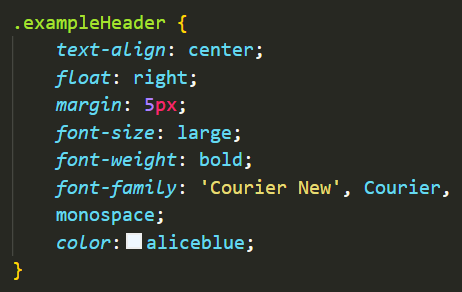 .exampleHeader {
text-align: center;
float: right;
margin: 5px;
font-size: large;
font-weight: bold;
font-family: 'Courier New', Courier,
monospace;
color: aliceblue;
}